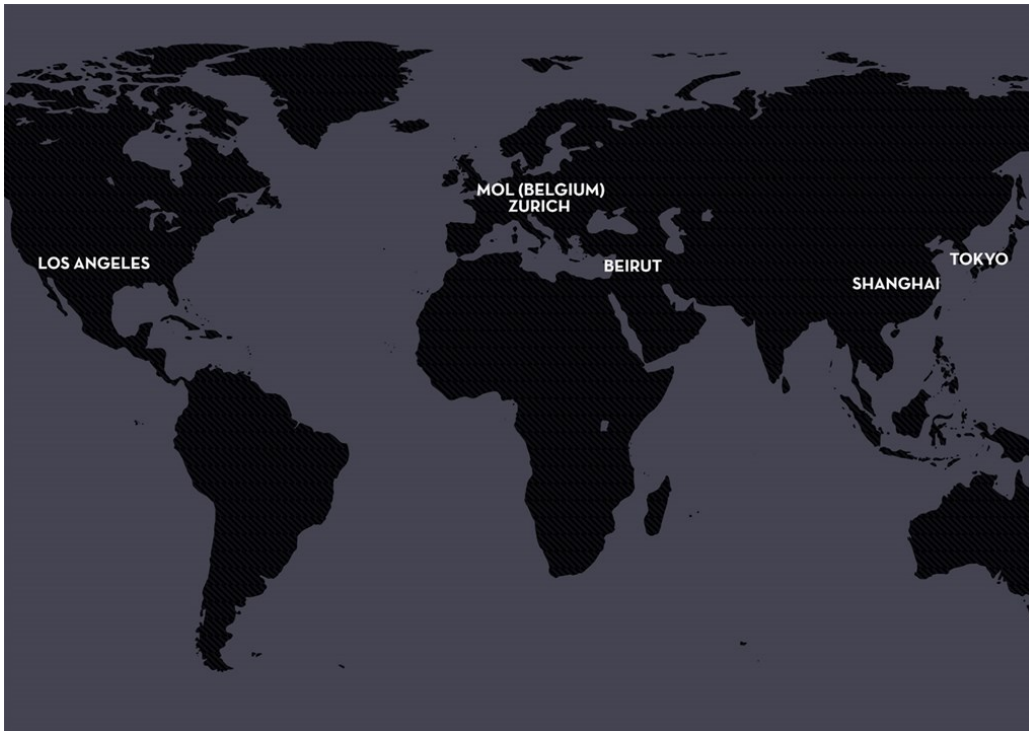 MOL (BELGIUM)
ZURICH
LOS ANGELES
BEIRUT
TOKYO
SHANGHAI